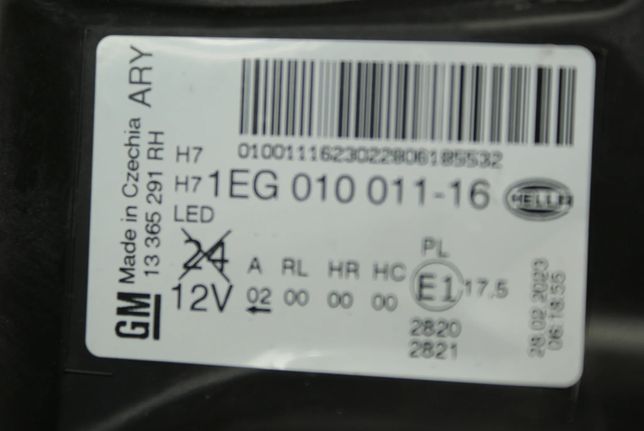 GM
Made in Czechia
13 365 291 RH
ARY
01001116230228061855​32
H7
H7 1EG 010 011-16
HELLA
LED
24
12V
A RL HR HC PL
02 00 00 00 E1 17.5
2820
2821
28.02.2023
06:18:55